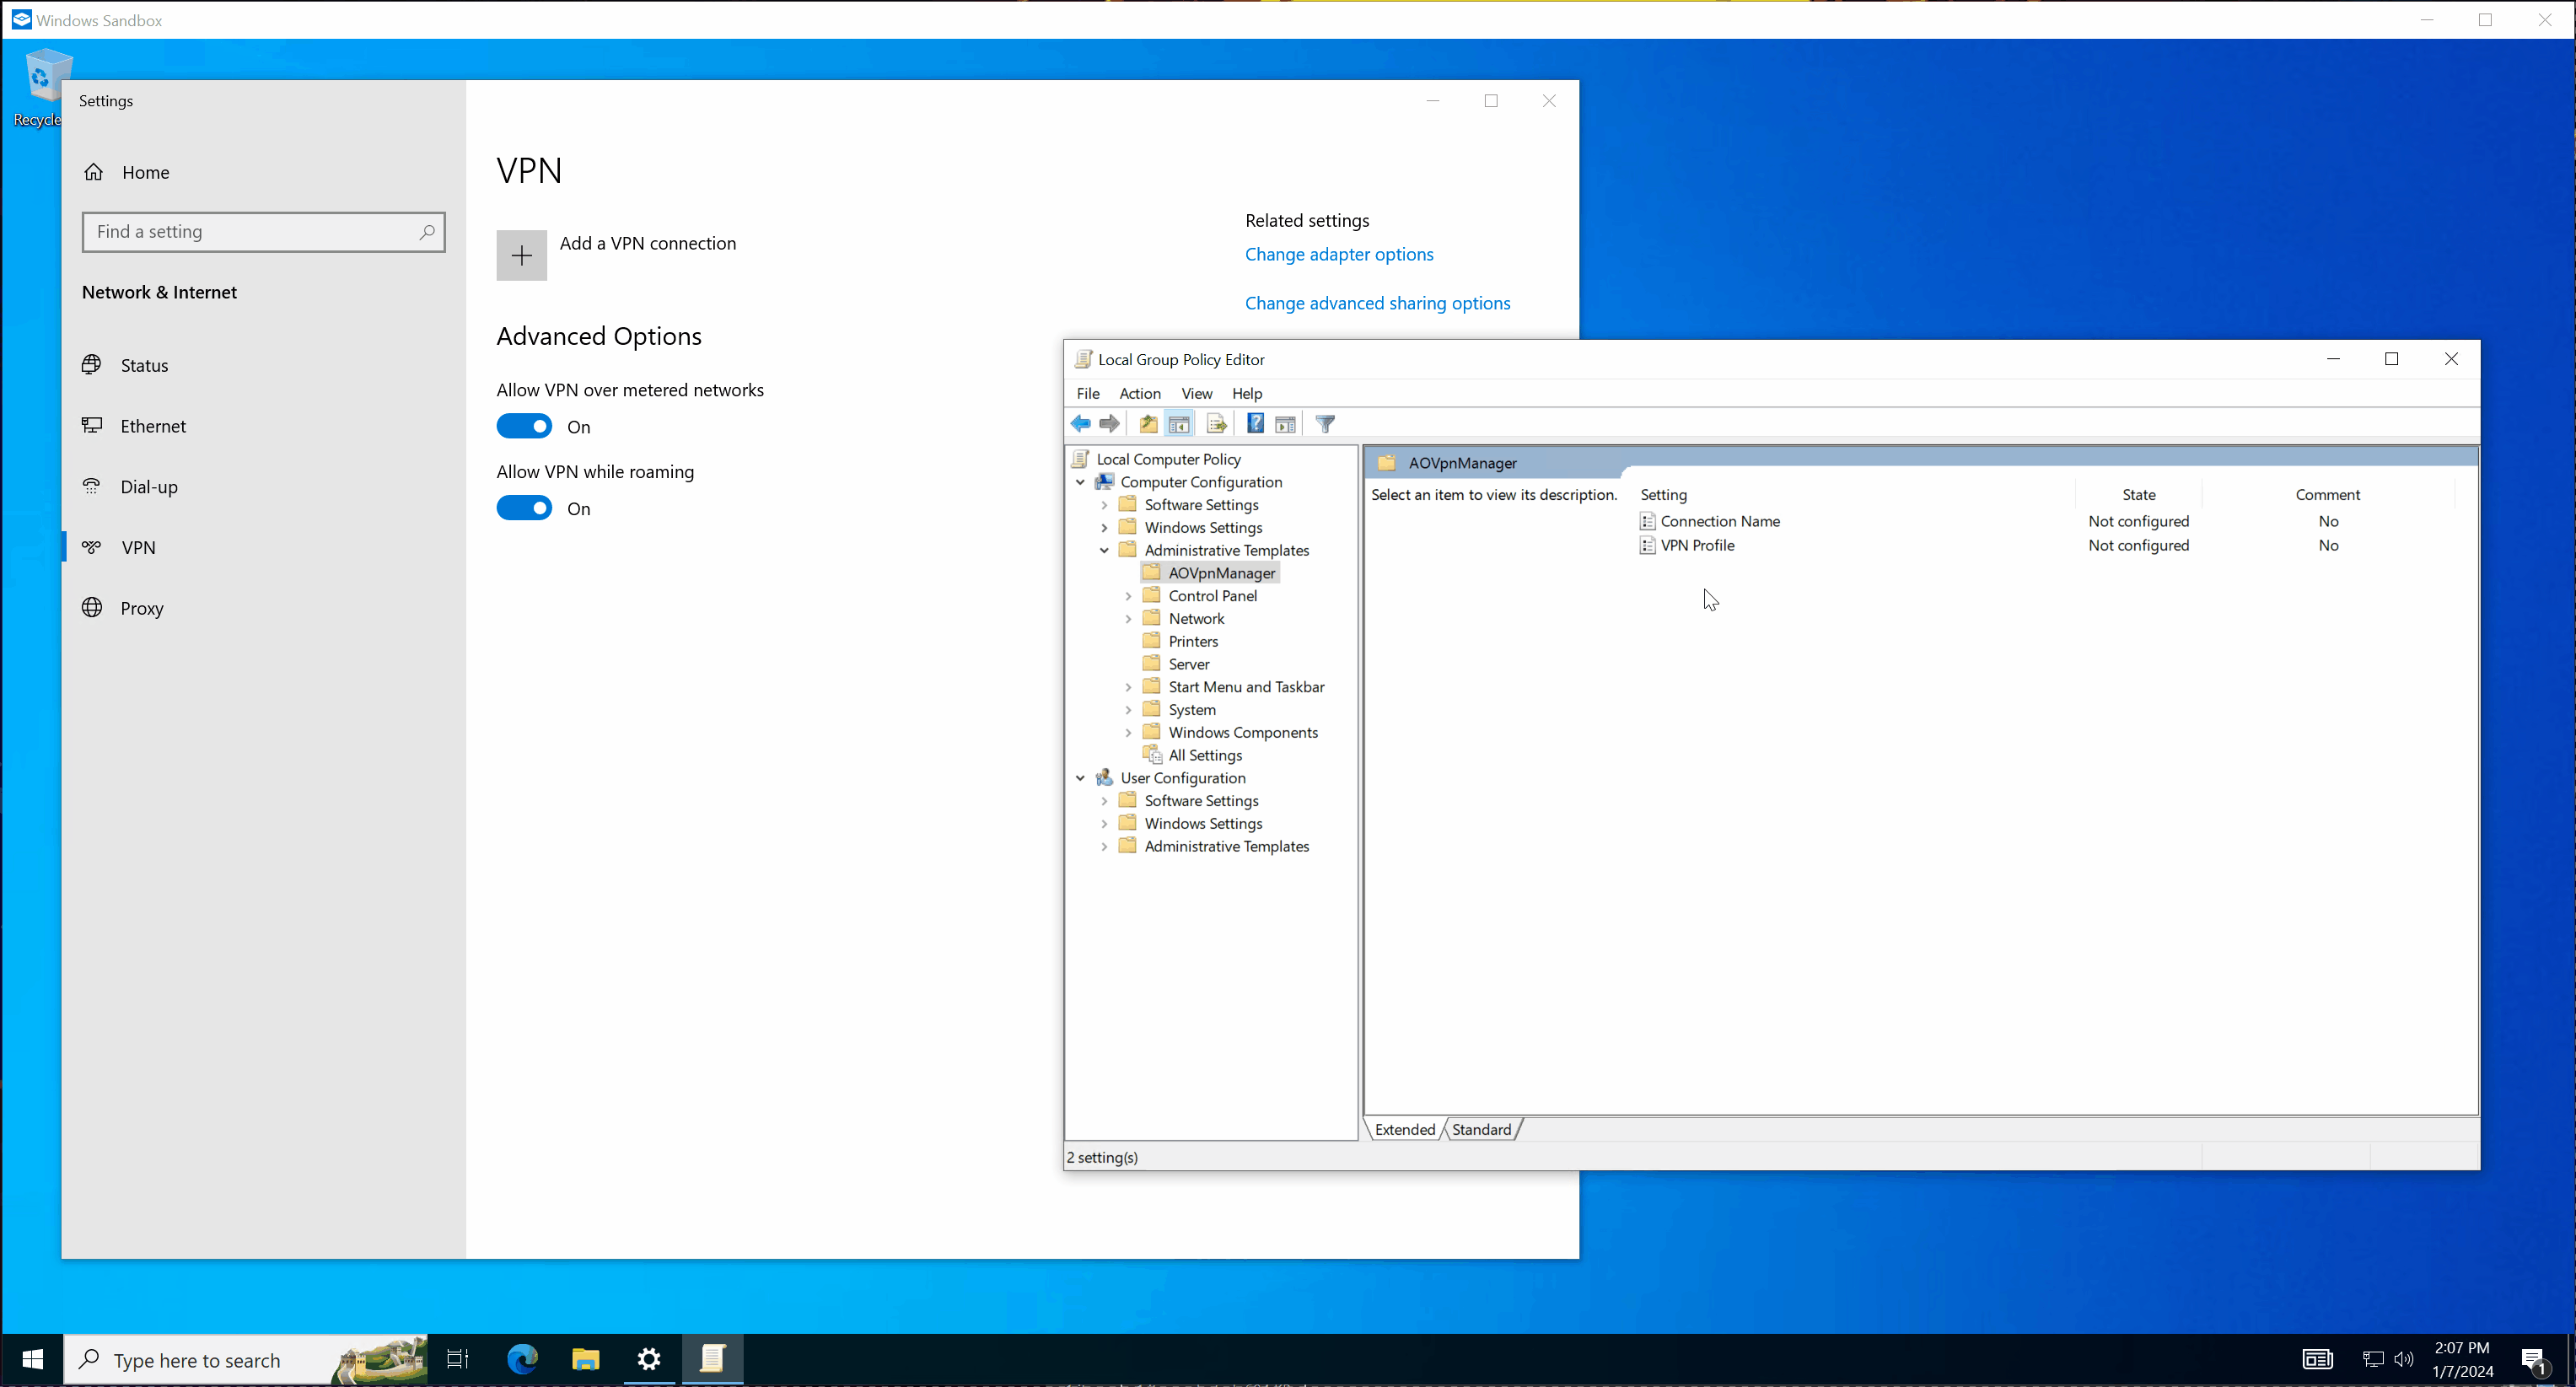 Windows Sandbox
Recycle
Settings
Home
Find a setting
Network & Internet
Status
Ethernet
Dial-up
VPN
Proxy
VPN
Add a VPN connection
Advanced Options
Allow VPN over metered networks
On
Allow VPN while roaming
On
Related settings
Change adapter options
Change advanced sharing options
Local Group Policy Editor
File Action View Help
Local Computer Policy
Computer Configuration
Software Settings
Windows Settings
Administrative Templates
AOVpnManager
Control Panel
Network
Printers
Server
Start Menu and Taskbar
System
Windows Components
All Settings
User Configuration
Software Settings
Windows Settings
Administrative Templates
AOVpnManager
Select an item to view its description.
Setting State Comment
Connection Name Not configured No
VPN Profile Not configured No
Extended Standard
2 setting(s)
Type here to search
2:07 PM
1/7/2024
1